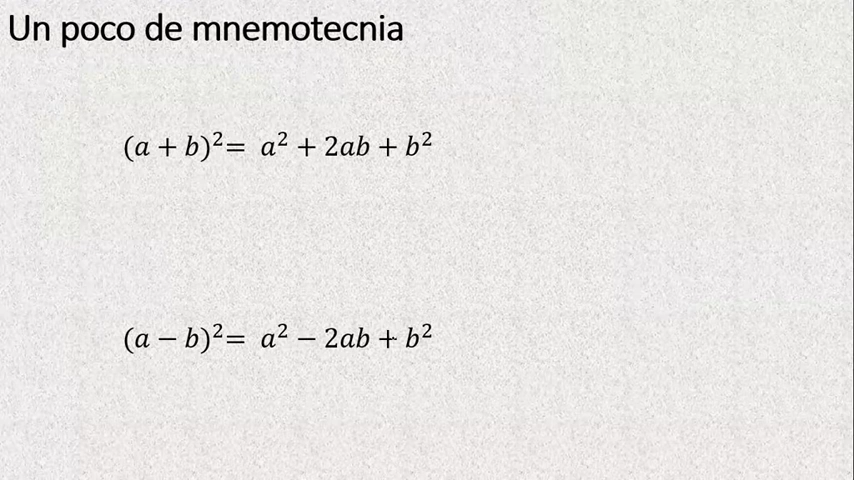 Un poco de mnemotecnia
(a + b)² = a² + 2ab + b²
(a − b)² = a² − 2ab + b²